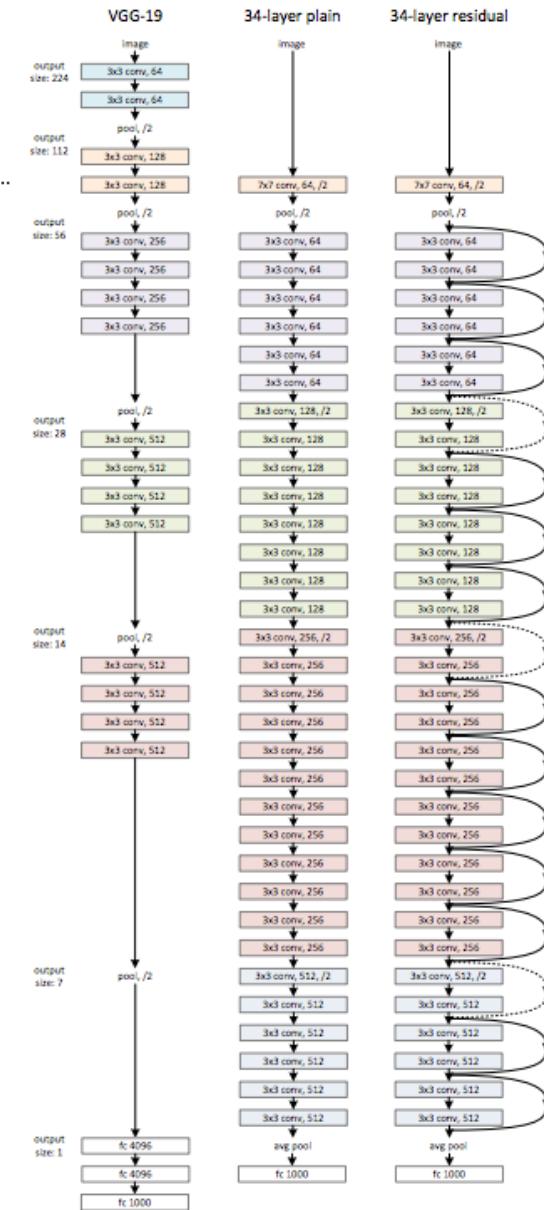 ..
output
size: 224
output
size: 112
output
size: 56
output
size: 28
output
size: 14
output
size: 7
output
size: 1
VGG-19
image
3x3 conv, 64
3x3 conv, 64
pool, /2
3x3 conv, 128
3x3 conv, 128
pool, /2
3x3 conv, 256
3x3 conv, 256
3x3 conv, 256
3x3 conv, 256
pool, /2
3x3 conv, 512
3x3 conv, 512
3x3 conv, 512
3x3 conv, 512
pool, /2
3x3 conv, 512
3x3 conv, 512
3x3 conv, 512
3x3 conv, 512
pool, /2
fc 4096
fc 4096
fc 1000
34-layer plain
image
7x7 conv, 64, /2
pool, /2
3x3 conv, 64
3x3 conv, 64
3x3 conv, 64
3x3 conv, 64
3x3 conv, 64
3x3 conv, 64
3x3 conv, 128, /2
3x3 conv, 128
3x3 conv, 128
3x3 conv, 128
3x3 conv, 128
3x3 conv, 128
3x3 conv, 128
3x3 conv, 128
3x3 conv, 256, /2
3x3 conv, 256
3x3 conv, 256
3x3 conv, 256
3x3 conv, 256
3x3 conv, 256
3x3 conv, 256
3x3 conv, 256
3x3 conv, 256
3x3 conv, 256
3x3 conv, 256
3x3 conv, 256
3x3 conv, 512, /2
3x3 conv, 512
3x3 conv, 512
3x3 conv, 512
3x3 conv, 512
3x3 conv, 512
avg pool
fc 1000
34-layer residual
image
7x7 conv, 64, /2
pool, /2
3x3 conv, 64
3x3 conv, 64
3x3 conv, 64
3x3 conv, 64
3x3 conv, 64
3x3 conv, 64
3x3 conv, 128, /2
3x3 conv, 128
3x3 conv, 128
3x3 conv, 128
3x3 conv, 128
3x3 conv, 128
3x3 conv, 128
3x3 conv, 128
3x3 conv, 256, /2
3x3 conv, 256
3x3 conv, 256
3x3 conv, 256
3x3 conv, 256
3x3 conv, 256
3x3 conv, 256
3x3 conv, 256
3x3 conv, 256
3x3 conv, 256
3x3 conv, 256
3x3 conv, 256
3x3 conv, 512, /2
3x3 conv, 512
3x3 conv, 512
3x3 conv, 512
3x3 conv, 512
3x3 conv, 512
avg pool
fc 1000